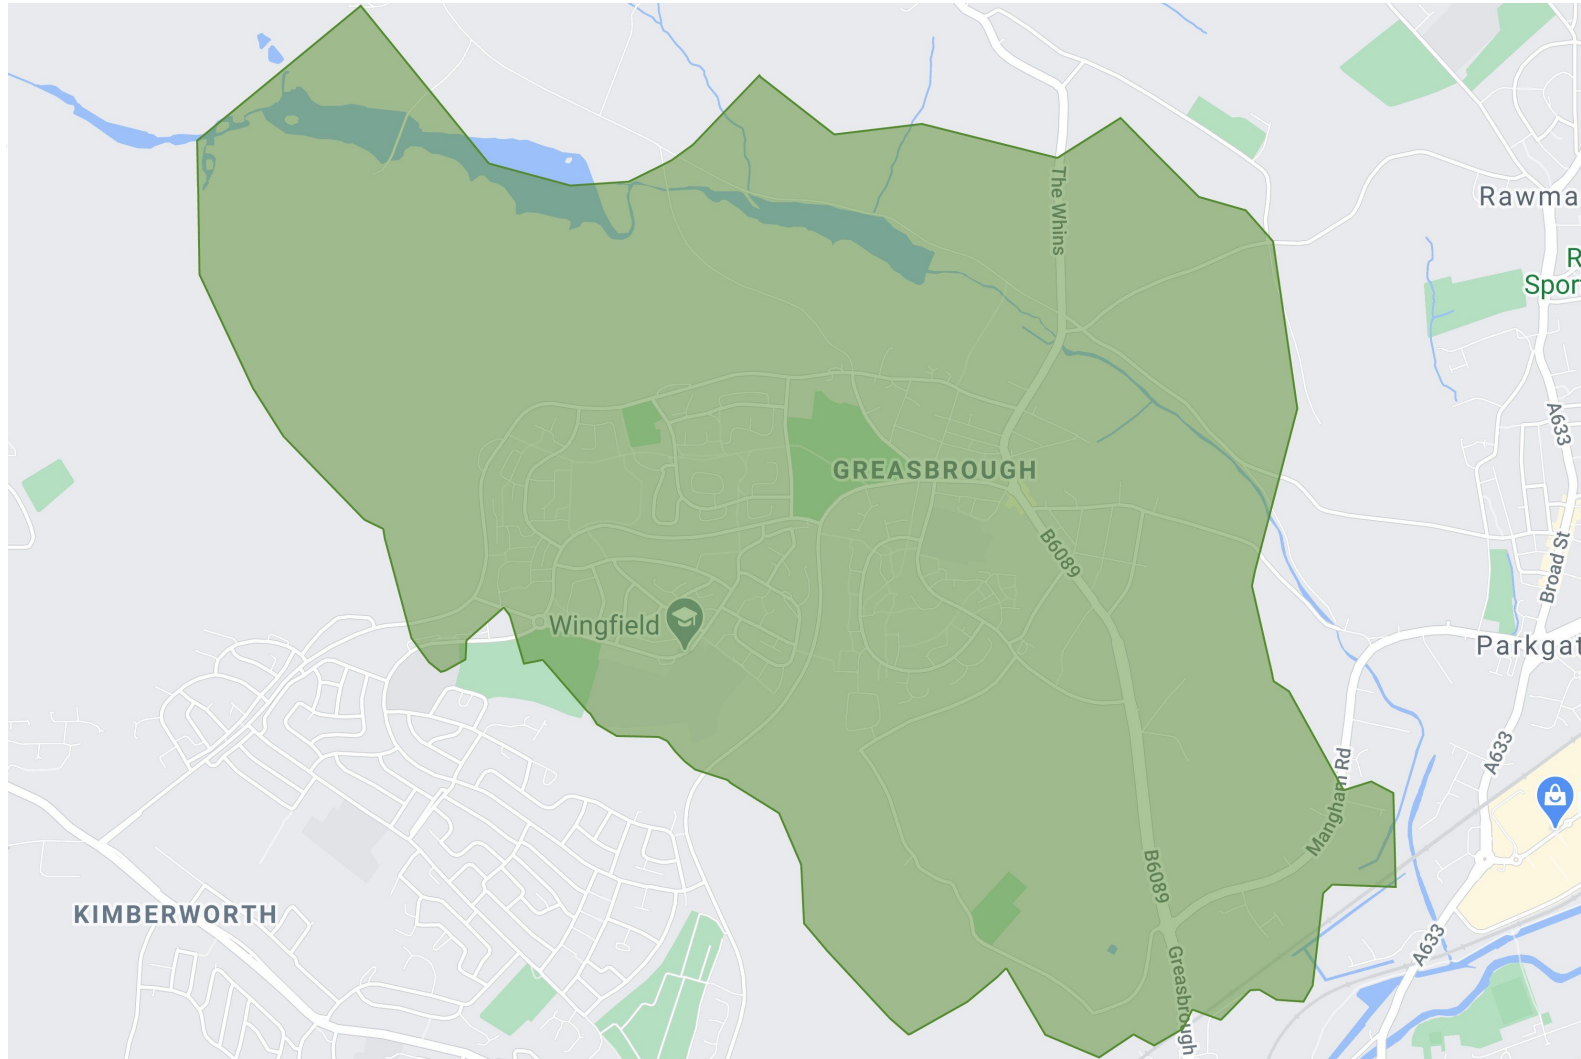 The Whins
Rawma
R
Spor
A633
GREASBROUGH
B6089
Broad St
Wingfield
Parkgat
A633
Mangham Rd
B6089
KIMBERWORTH
A633
Greasbrough